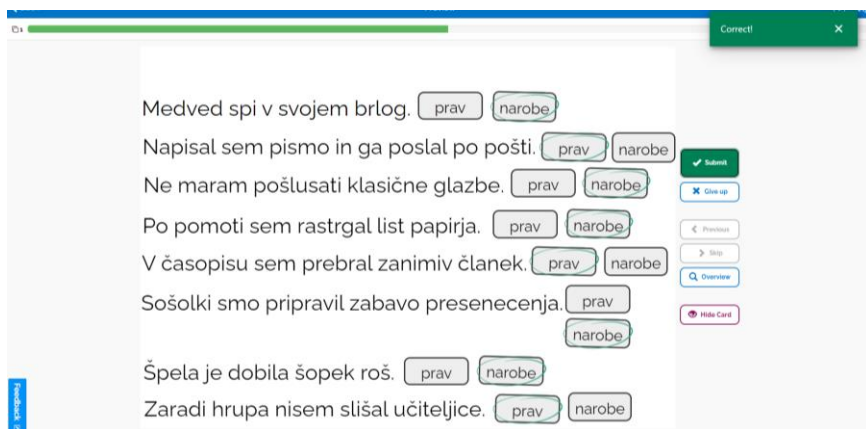 1
Correct! ×
Medved spi v svojem brlog. prav narobe
Napisal sem pismo in ga poslal po pošti. prav narobe
Submit
Ne maram pošlusati klasične glazbe. prav narobe
Give up
Po pomoti sem rastrgal list papirja. prav narobe
Previous
Skip
V časopisu sem prebral zanimiv članek. prav narobe
Overview
Sošolki smo pripravil zabavo presenecenja. prav
Hide Card
narobe
Špela je dobila šopek roš. prav narobe
Zaradi hrupa nisem slišal učiteljice. prav narobe
Feedback